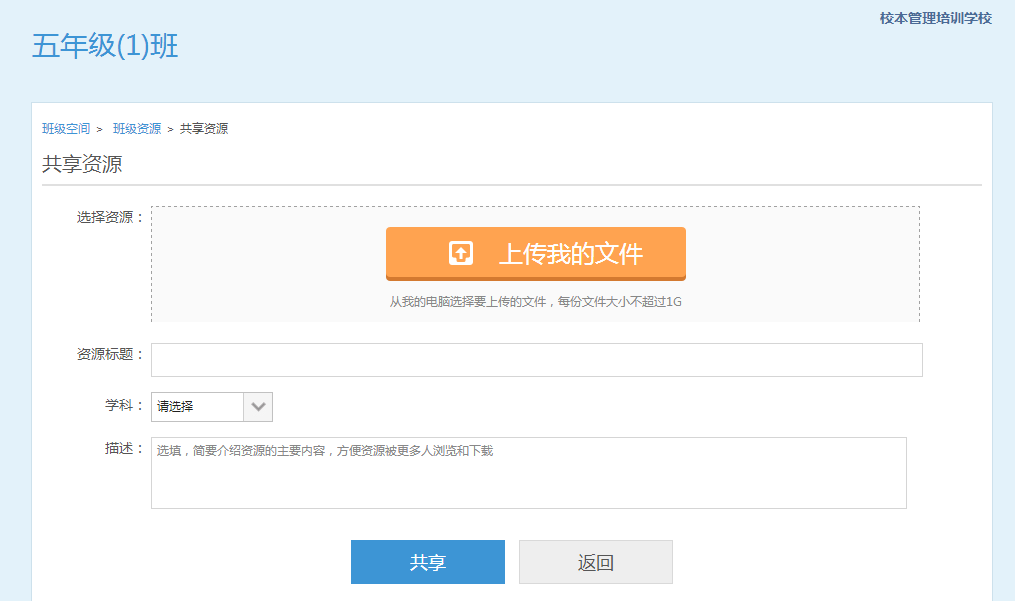 校本管理培训学校
五年级(1)班
班级空间 > 班级资源 > 共享资源
共享资源
选择资源：
上传我的文件
从我的电脑选择要上传的文件，每份文件大小不超过1G
资源标题：
学科： 请选择
描述： 选填，简要介绍资源的主要内容，方便资源被更多人浏览和下载
共享 返回